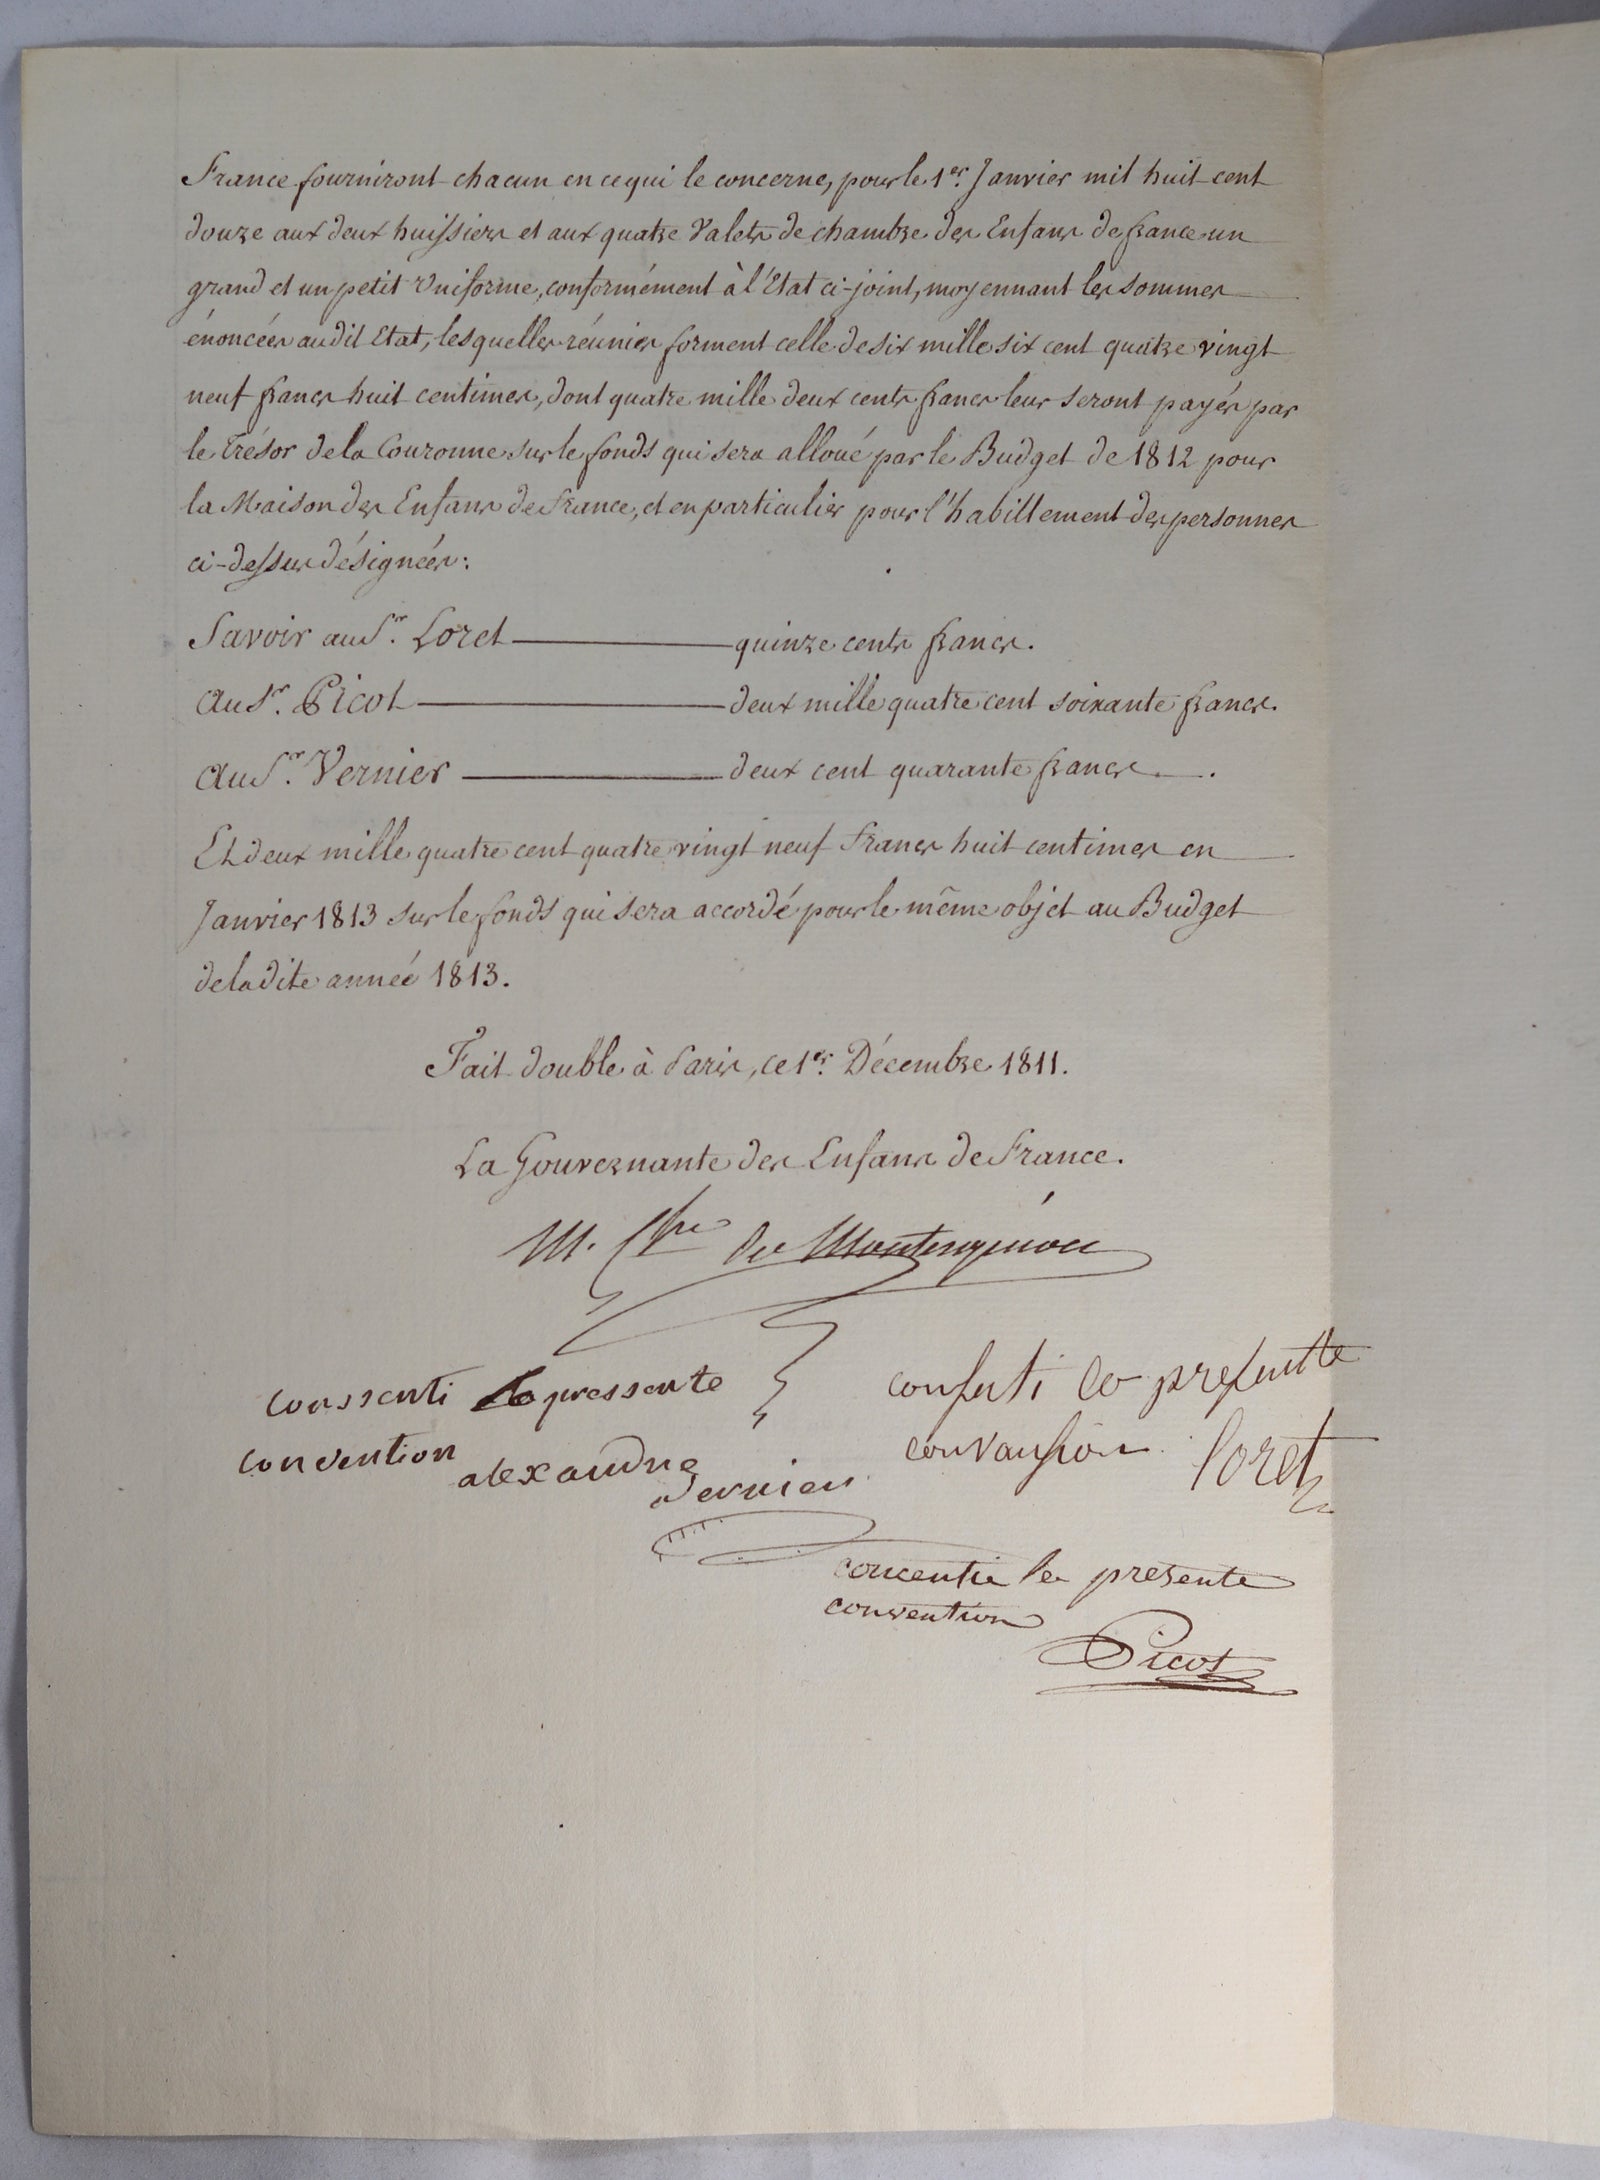 France fourniront chacun en ce qui le concerne, pour le 1er. Janvier mil huit cent
douze aux deux huissiers et aux quatre Valets de chambre des Enfans de france un
grand et un petit Uniforme, conformément à l'Etat ci-joint, moyennant les sommes
énoncées audit Etat, lesquelles réunies forment celle de six mille six cent quatre vingt
neuf francs huit centimes, dont quatre mille deux cents francs leur seront payés par
le Trésor de la Couronne sur le fonds qui sera alloué par le Budget de 1812 pour
la Maison des Enfans de France, et en particulier pour l'habillement des personnes
ci-dessus désignées:
Savoir au Sr. Loret quinze cents francs.
Au Sr. Picot deux mille quatre cent soixante francs.
Au Sr. Vernier deux cent quarante francs.
Et deux mille quatre cent quatre vingt neuf Francs huit centimes en
Janvier 1813 sur le fonds qui sera accordé pour le même objet au Budget
de la dite année 1813.
Fait double à Paris, ce 1er. Décembre 1811.
La Gouvernante des Enfans de France.
M. Ctsse de Montesquiou
conssenti la pressente
convention
alexandre
vernier
consenti la presentte
convansion
loret
concentie le presente
convention
Picot